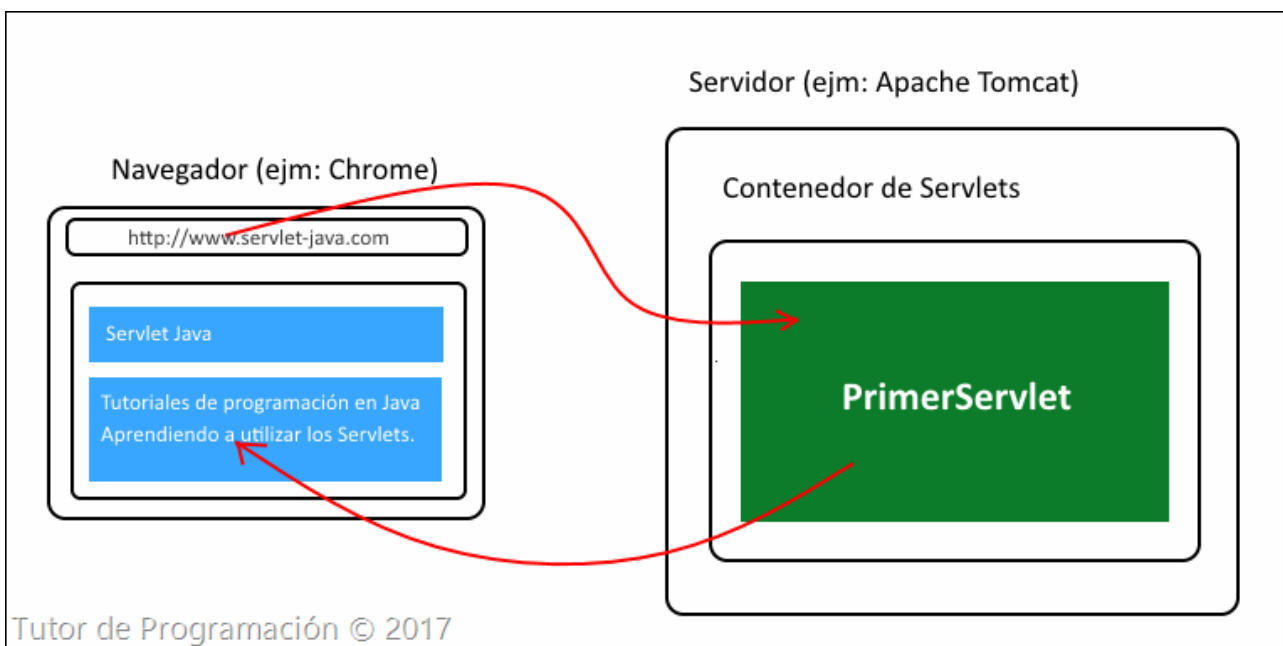 Servidor (ejm: Apache Tomcat)
Navegador (ejm: Chrome)
Contenedor de Servlets
http://www.servlet-java.com
Servlet Java
Tutoriales de programación en Java
Aprendiendo a utilizar los Servlets.
PrimerServlet
Tutor de Programación © 2017